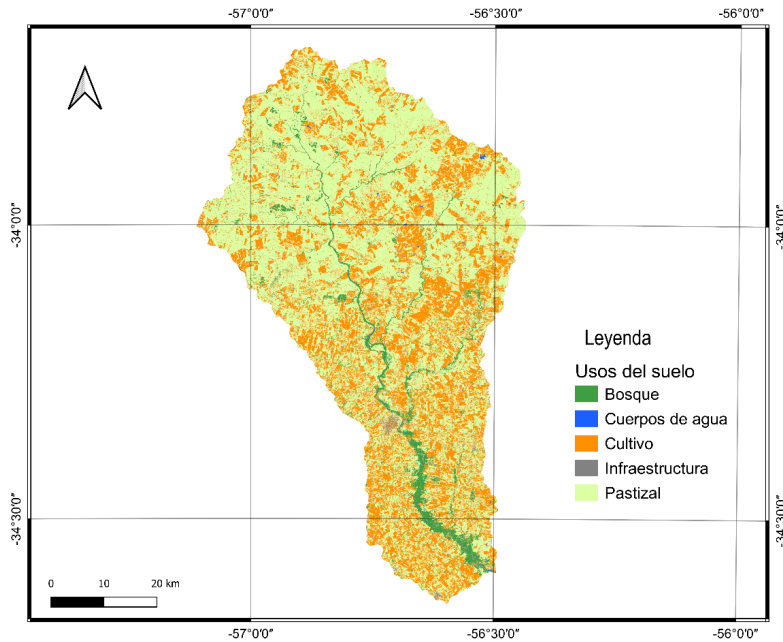 -57°0'0" -56°30'0" -56°0'0"
-34°0'0" -34°0'0"
Leyenda
Usos del suelo
Bosque
Cuerpos de agua
Cultivo
Infraestructura
Pastizal
-34°30'0" -34°30'0"
0 10 20 km
-57°0'0" -56°30'0" -56°0'0"